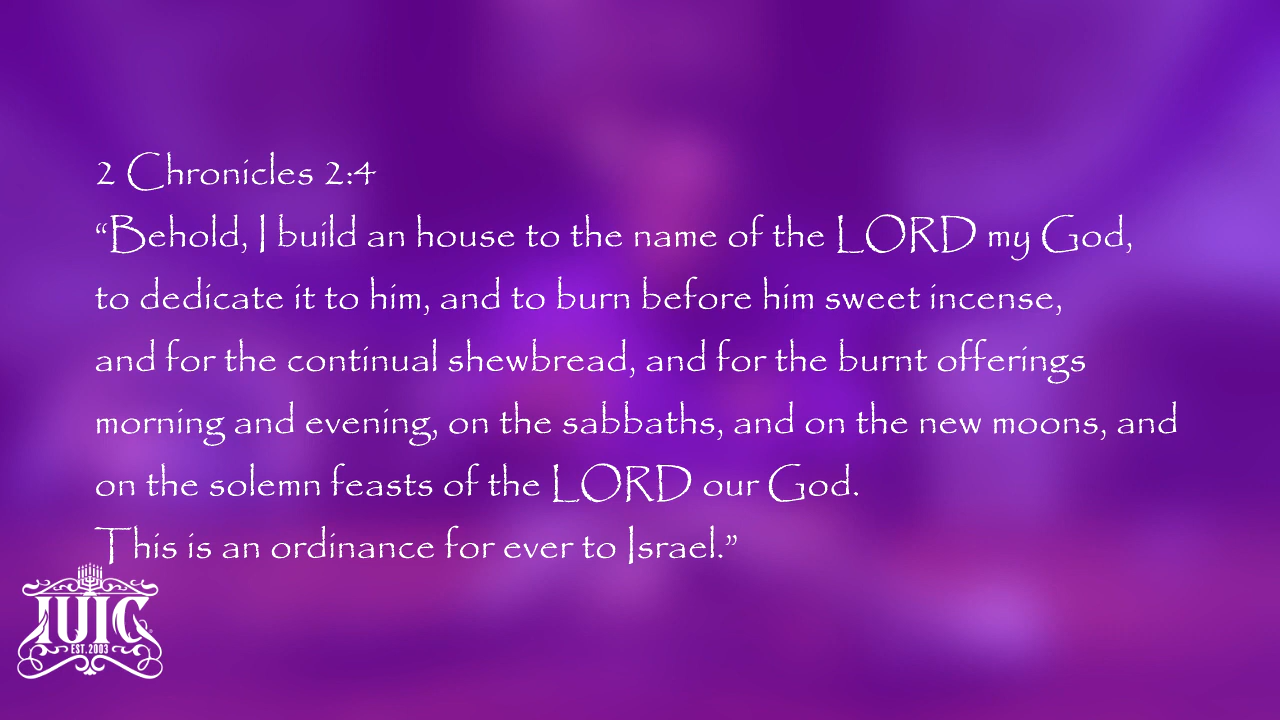 2 Chronicles 2:4
“Behold, I build an house to the name of the LORD my God,
to dedicate it to him, and to burn before him sweet incense,
and for the continual shewbread, and for the burnt offerings
morning and evening, on the sabbaths, and on the new moons, and
on the solemn feasts of the LORD our God.
This is an ordinance for ever to Israel.”
IUIC
EST. 2003